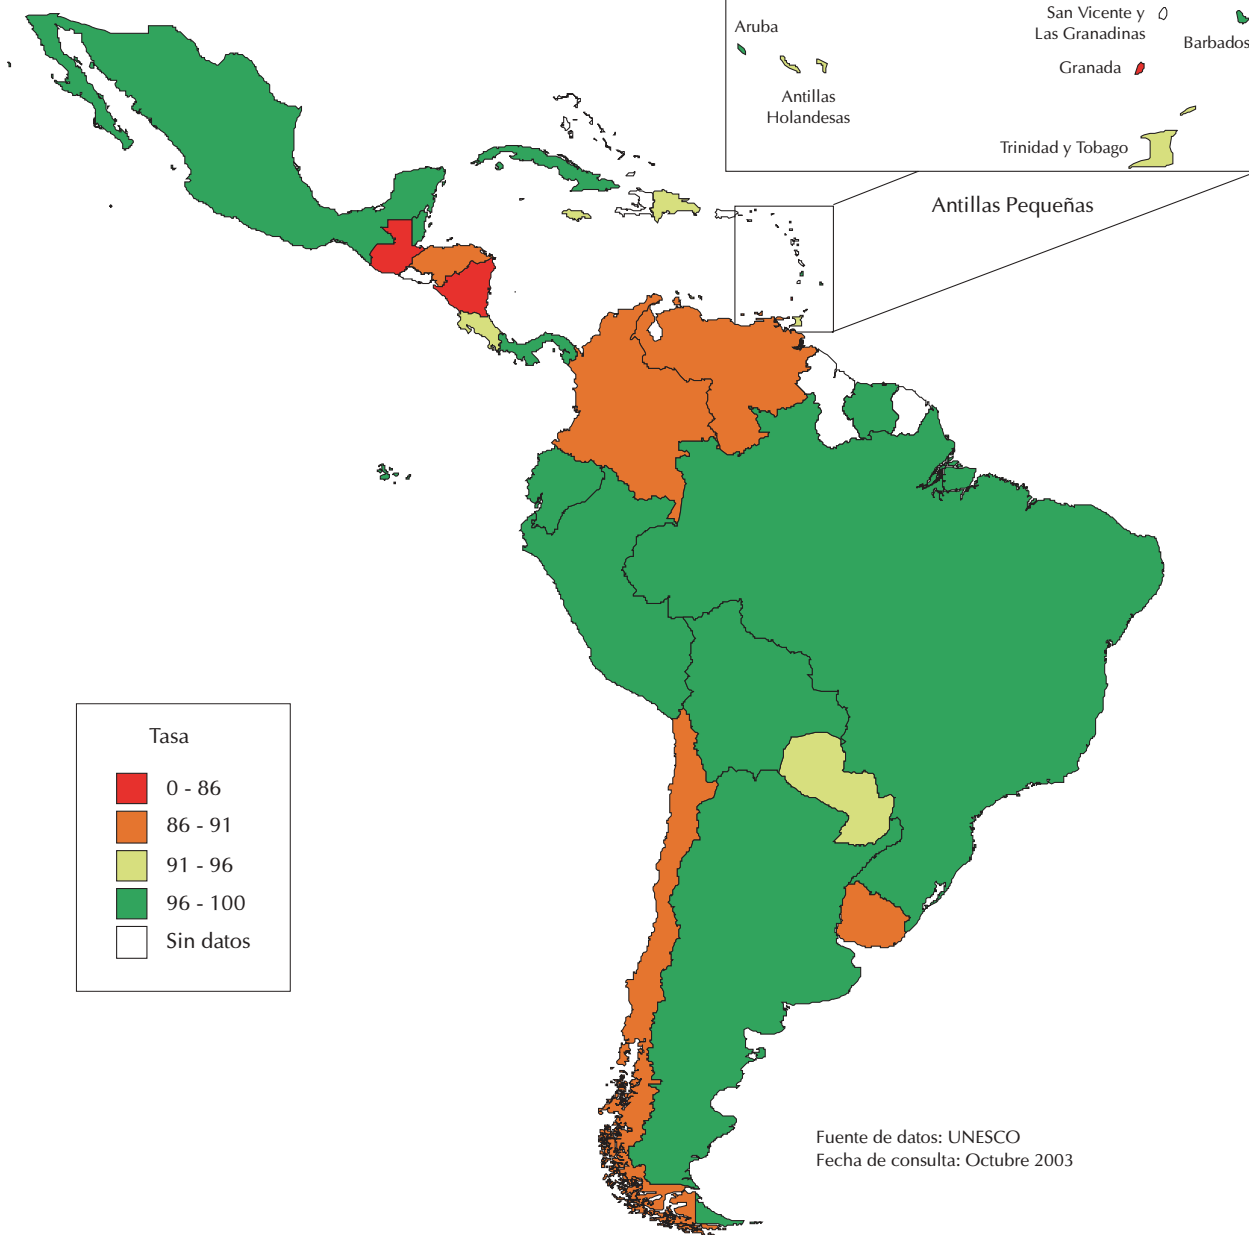 Aruba
Antillas
Holandesas
San Vicente y
Las Granadinas
Barbados
Granada
Trinidad y Tobago
Antillas Pequeñas
Tasa
0 - 86
86 - 91
91 - 96
96 - 100
Sin datos
Fuente de datos: UNESCO
Fecha de consulta: Octubre 2003